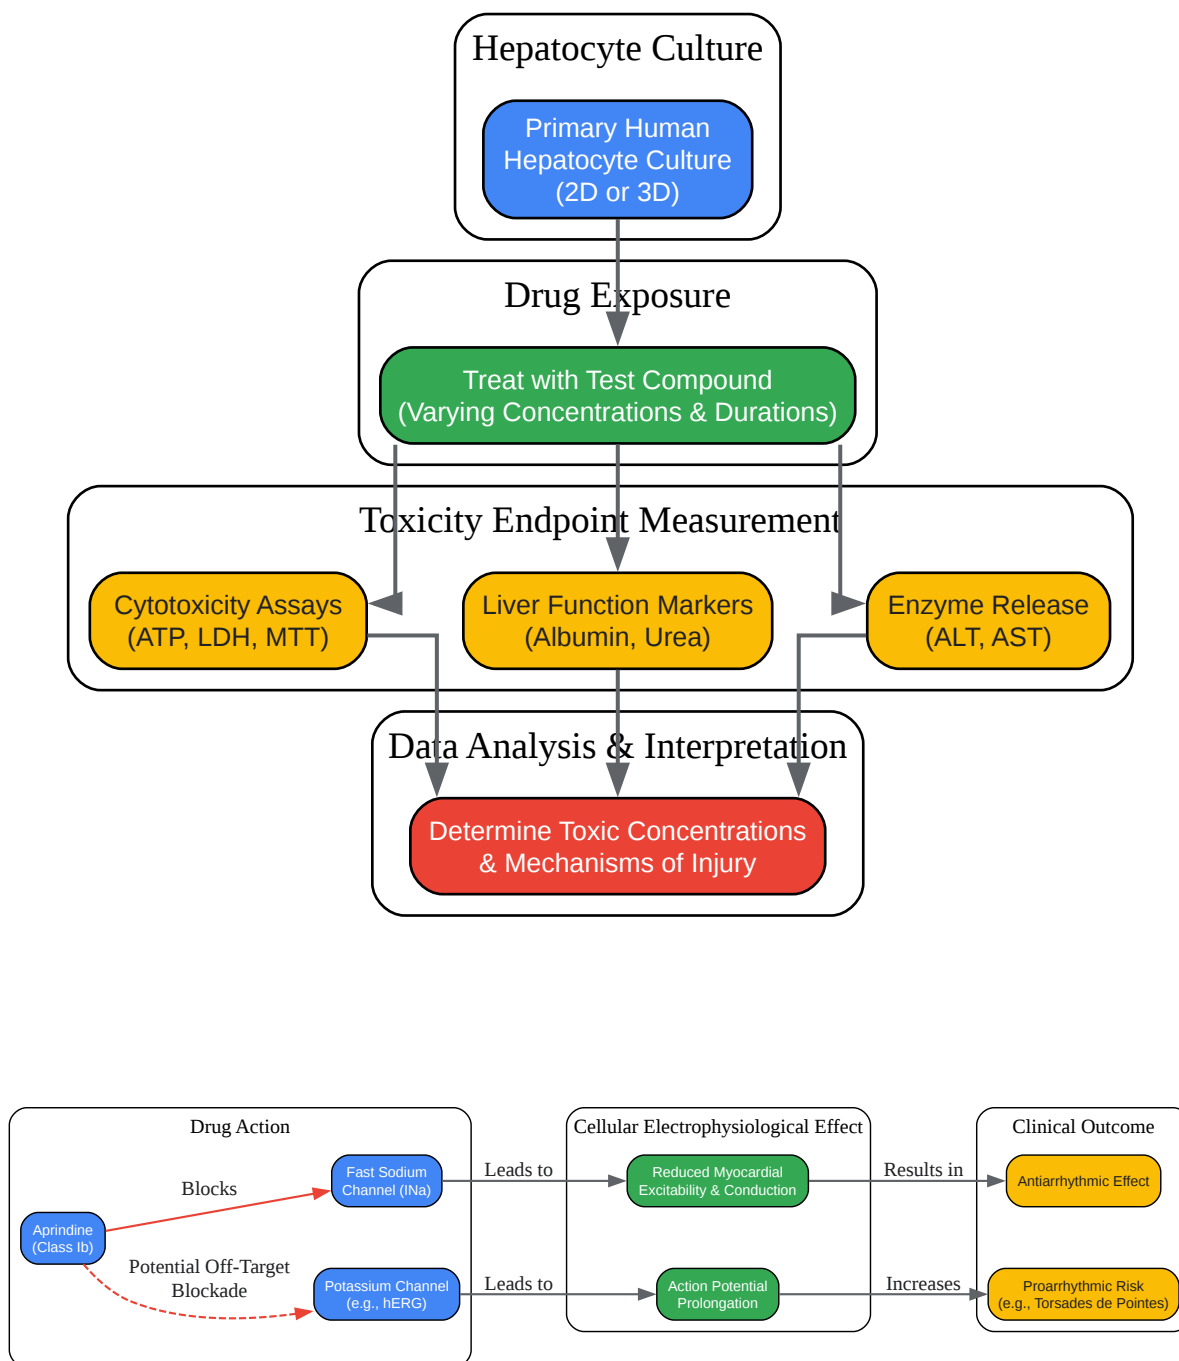 Hepatocyte Culture
Primary Human
Hepatocyte Culture
(2D or 3D)
Drug Exposure
Treat with Test Compound
(Varying Concentrations & Durations)
Toxicity Endpoint Measurement
Cytotoxicity Assays
(ATP, LDH, MTT)
Liver Function Markers
(Albumin, Urea)
Enzyme Release
(ALT, AST)
Data Analysis & Interpretation
Determine Toxic Concentrations
& Mechanisms of Injury
Drug Action
Aprindine
(Class Ib)
Blocks
Potential Off-Target
Blockade
Fast Sodium
Channel (INa)
Potassium Channel
(e.g., hERG)
Leads to
Leads to
Cellular Electrophysiological Effect
Reduced Myocardial
Excitability & Conduction
Action Potential
Prolongation
Results in
Increases
Clinical Outcome
Antiarrhythmic Effect
Proarrhythmic Risk
(e.g., Torsades de Pointes)